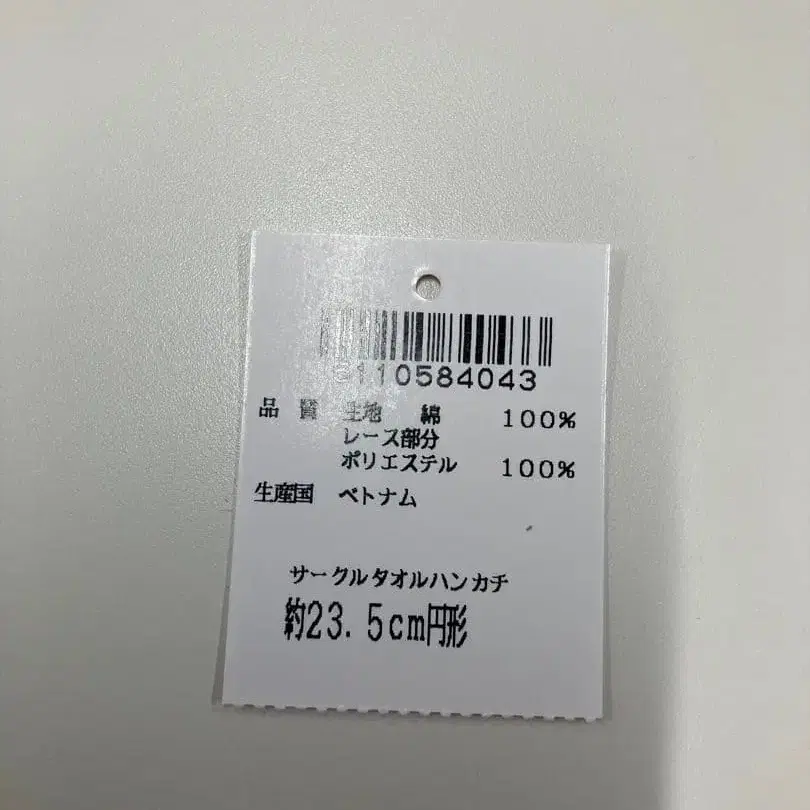 3110584043
品質 生地 綿 100%
レース部分
ポリエステル 100%
生産国 ベトナム
サークルタオルハンカチ
約23.5cm円形